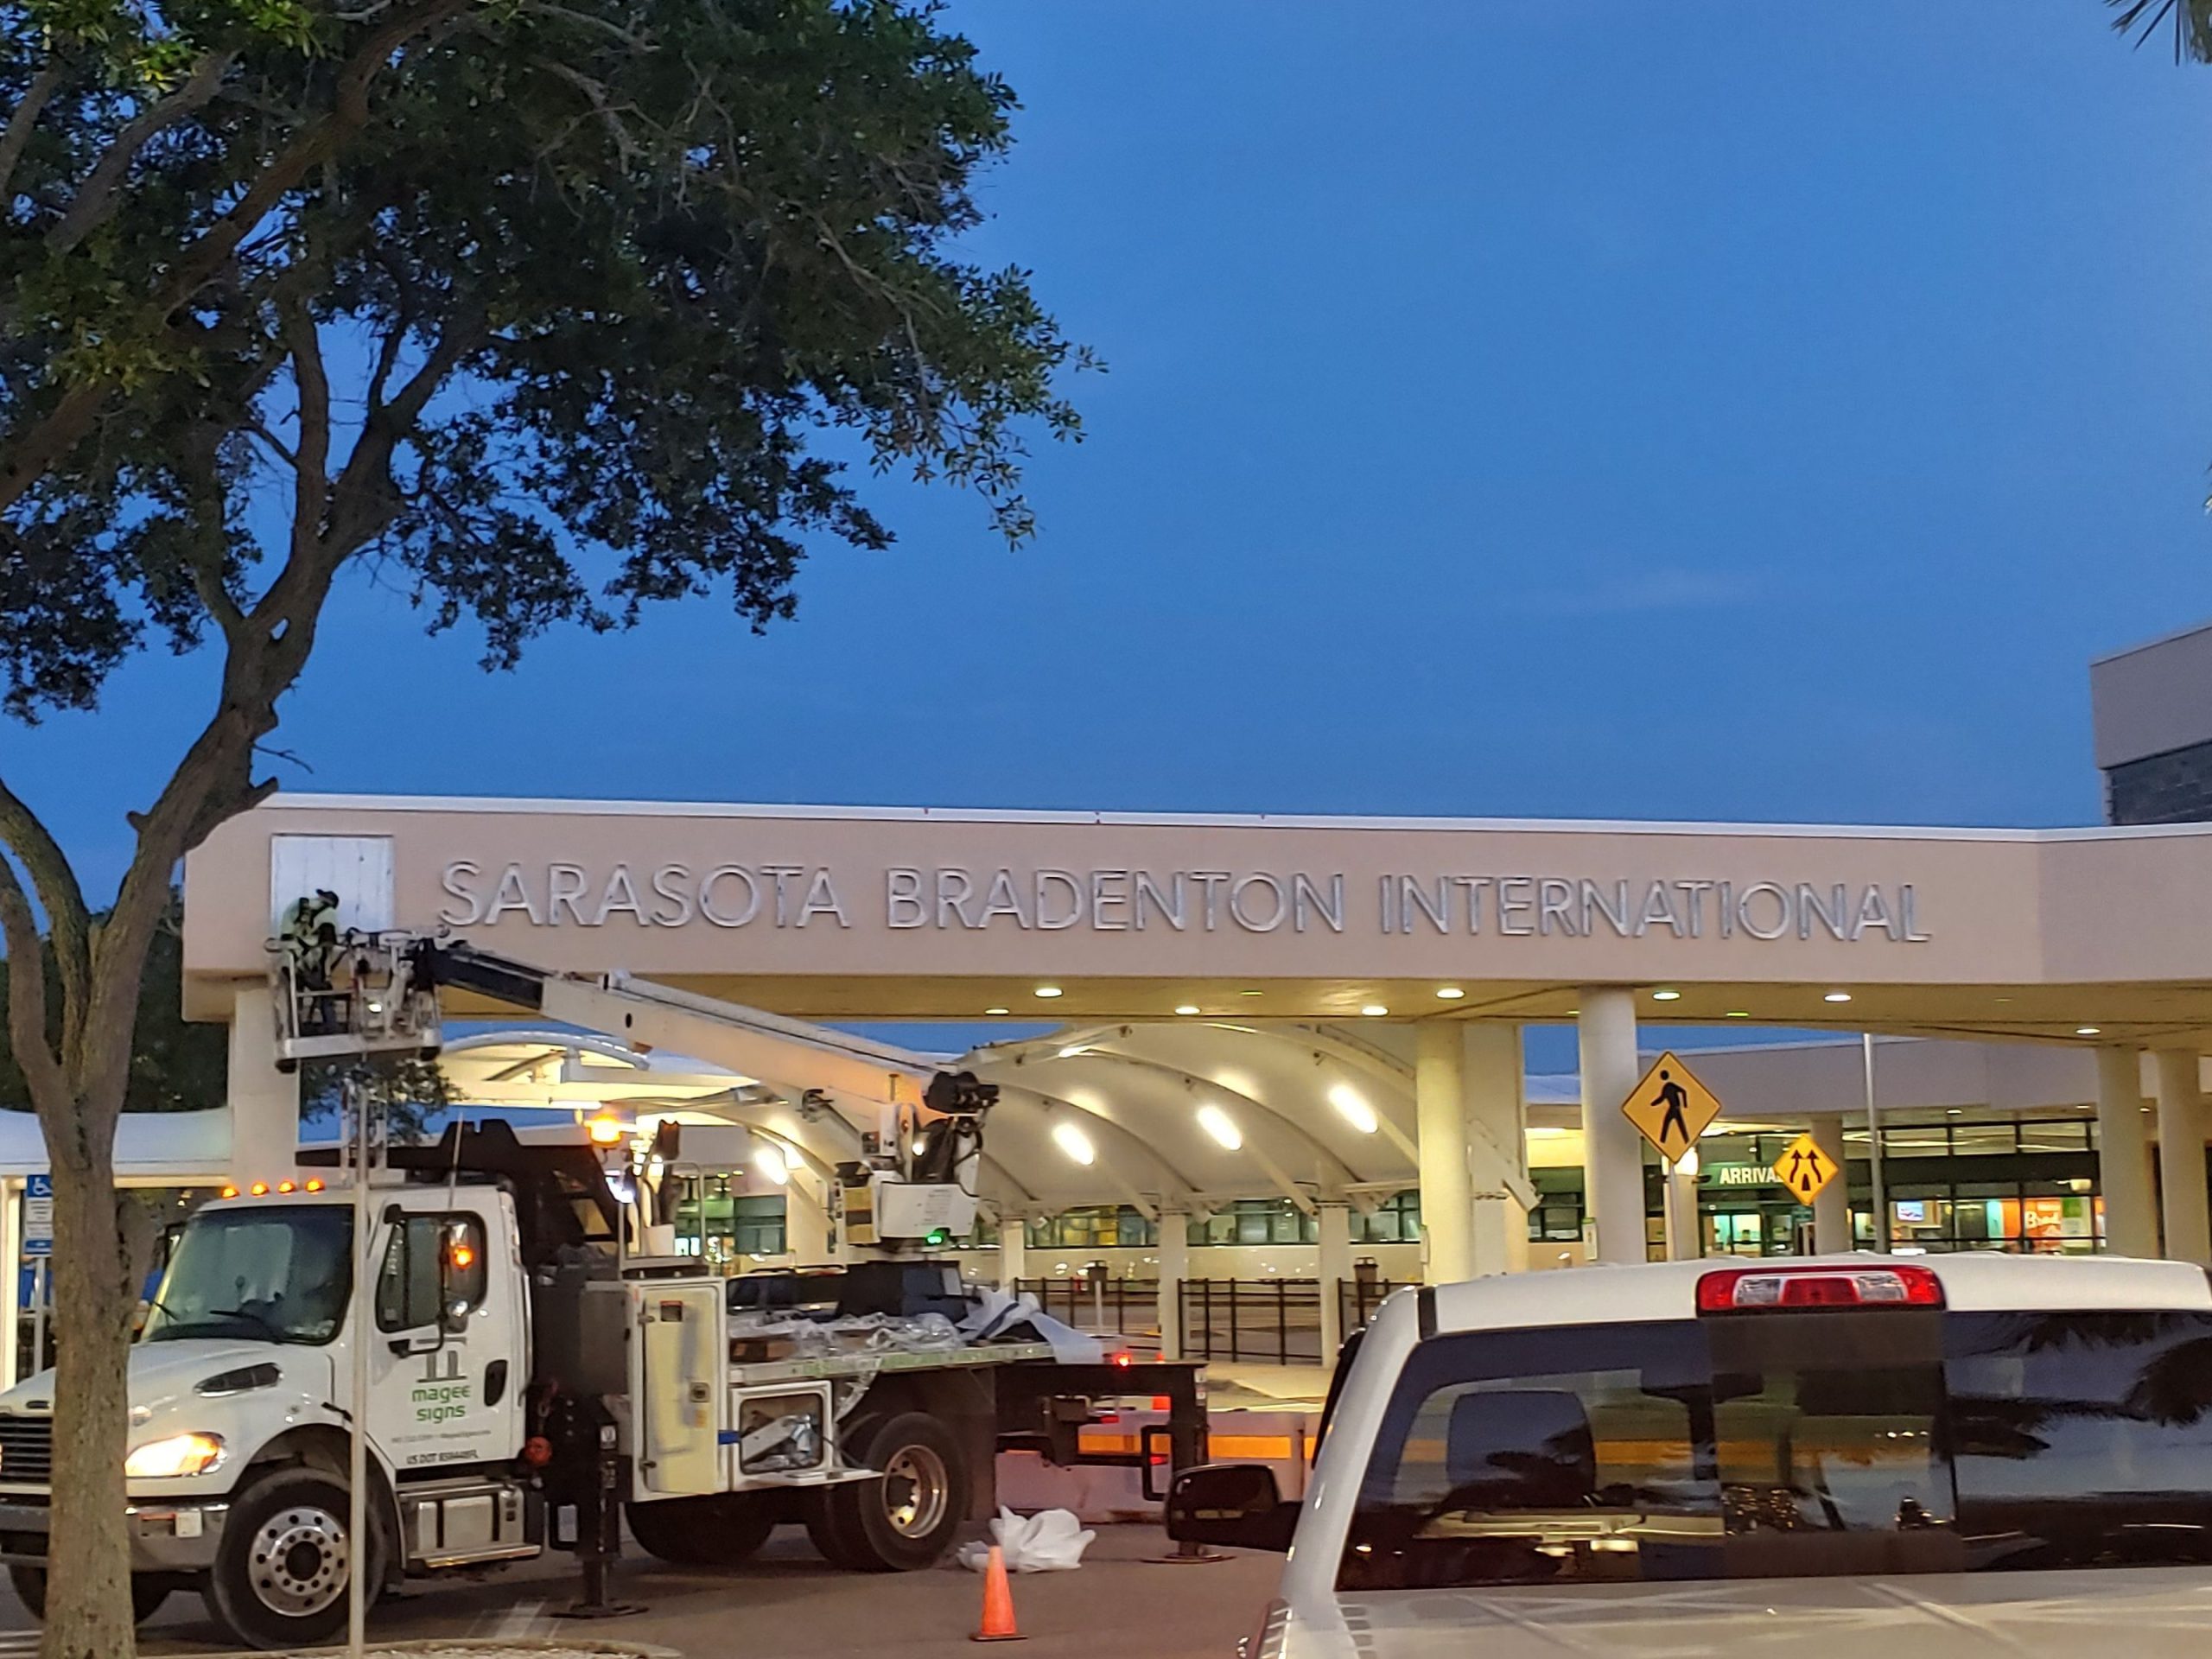 SARASOTA BRADENTON INTERNATIONAL
ARRIVA
magee
signs